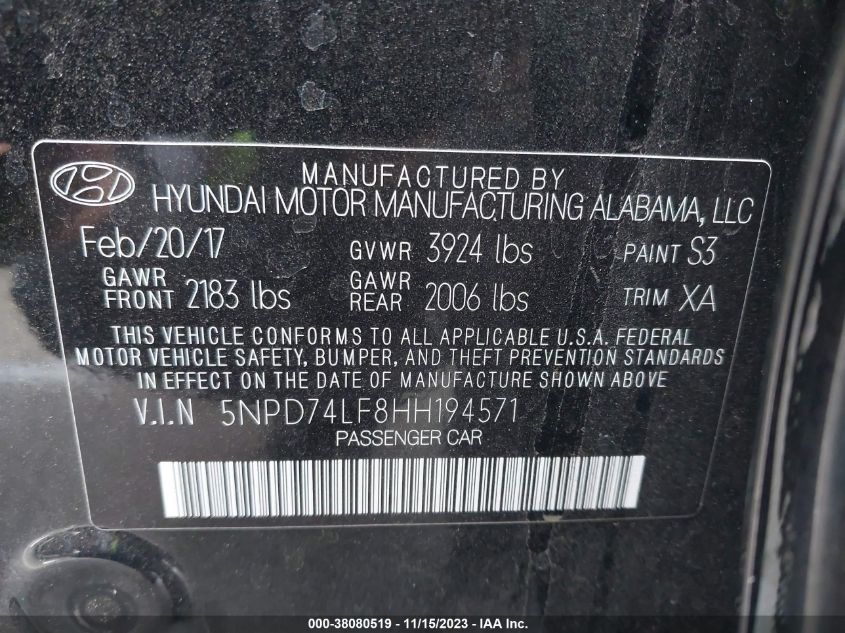 MANUFACTURED BY
HYUNDAI MOTOR MANUFACTURING ALABAMA, LLC
Feb/20/17 GVWR 3924 lbs PAINT S3
GAWR FRONT 2183 lbs GAWR REAR 2006 lbs TRIM XA
THIS VEHICLE CONFORMS TO ALL APPLICABLE U.S.A. FEDERAL
MOTOR VEHICLE SAFETY, BUMPER, AND THEFT PREVENTION STANDARDS
IN EFFECT ON THE DATE OF MANUFACTURE SHOWN ABOVE
V.I.N 5NPD74LF8HH194571
PASSENGER CAR
000-38080519 - 11/15/2023 - IAA Inc.